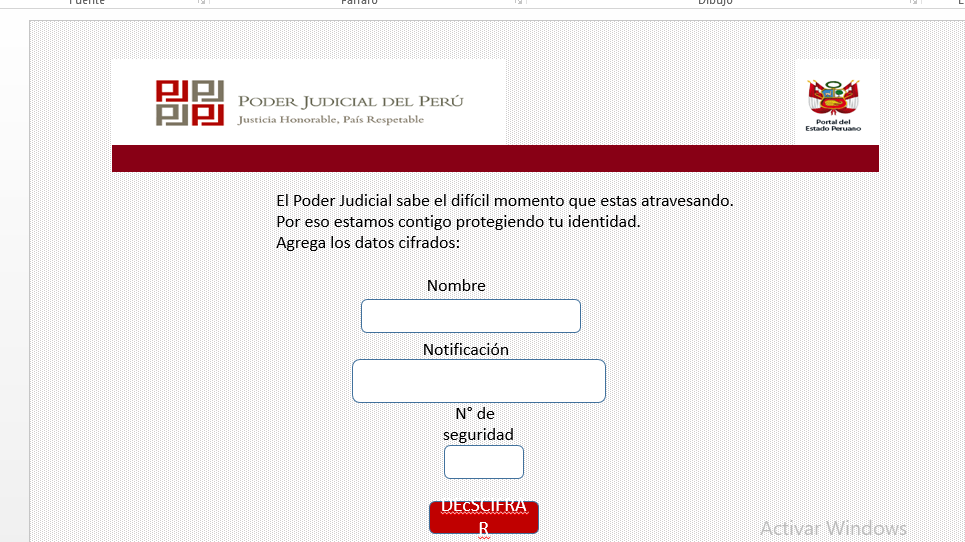 Fuente
Párrafo
Dibujo
PODER JUDICIAL DEL PERÚ
Justicia Honorable, País Respetable
Portal del
Estado Peruano
El Poder Judicial sabe el difícil momento que estas atravesando.
Por eso estamos contigo protegiendo tu identidad.
Agrega los datos cifrados:
Nombre
Notificación
N° de
seguridad
DEcSCIFRA
R
Activar Windows